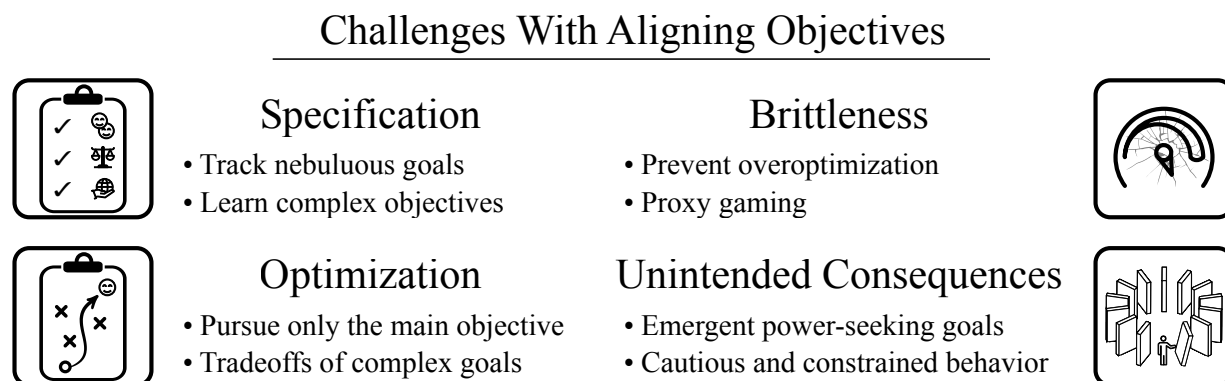 Challenges With Aligning Objectives
Specification
• Track nebuluous goals
• Learn complex objectives
Brittleness
• Prevent overoptimization
• Proxy gaming
Optimization
• Pursue only the main objective
• Tradeoffs of complex goals
Unintended Consequences
• Emergent power-seeking goals
• Cautious and constrained behavior